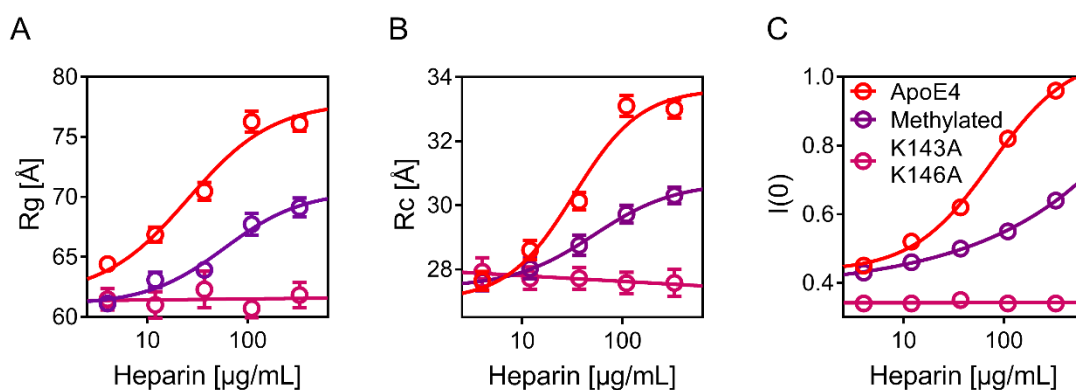 A
B
C
Rg [Å]
80
75
70
65
60
10
100
Heparin [µg/mL]
Rc [Å]
34
32
30
28
26
10
100
Heparin [µg/mL]
I(0)
1.0
0.8
0.6
0.4
ApoE4
Methylated
K143A
K146A
10
100
Heparin [µg/mL]